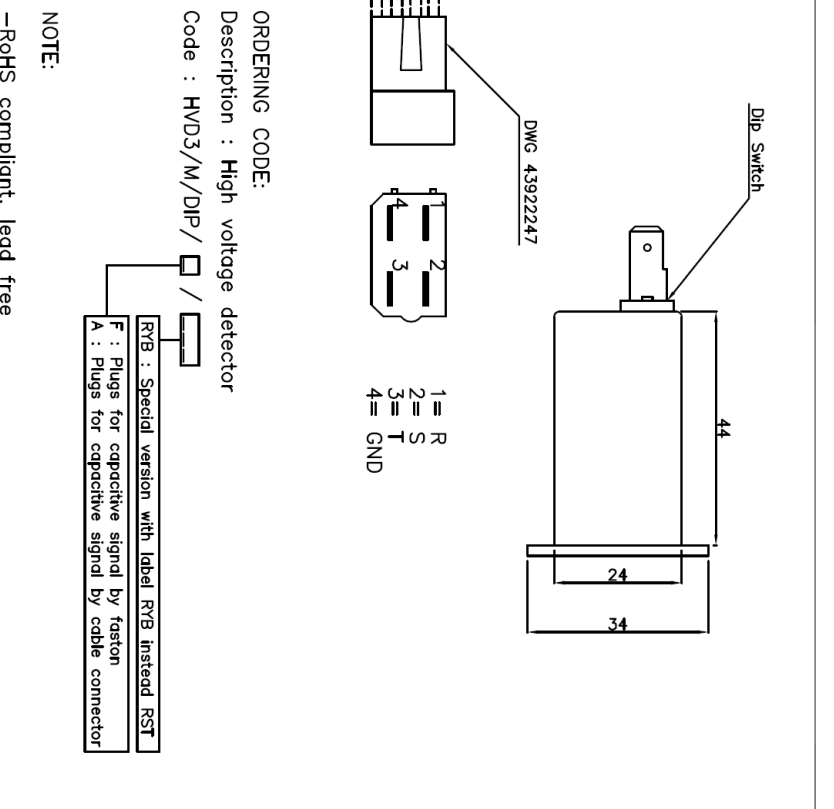 Dip Switch
44
24
34
DWG 43922247
1
2
4
3
1= R
2= S
3= T
4= GND
ORDERING CODE:
Description : High voltage detector
Code : HVD3/M/DIP/ /
RYB : Special version with label RYB instead RST
F : Plugs for capacitive signal by faston
A : Plugs for capacitive signal by cable connector
NOTE:
-RoHS compliant, lead free